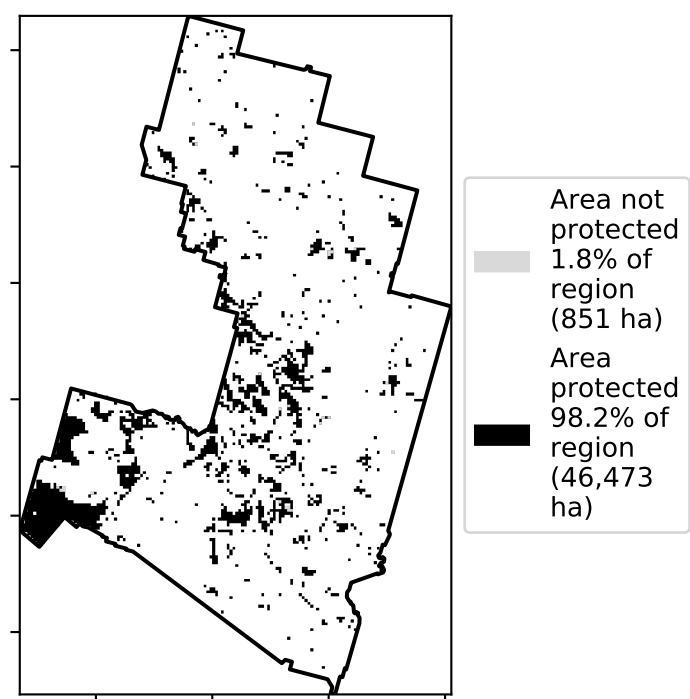 Area not
protected
1.8% of
region
(851 ha)
Area
protected
98.2% of
region
(46,473
ha)